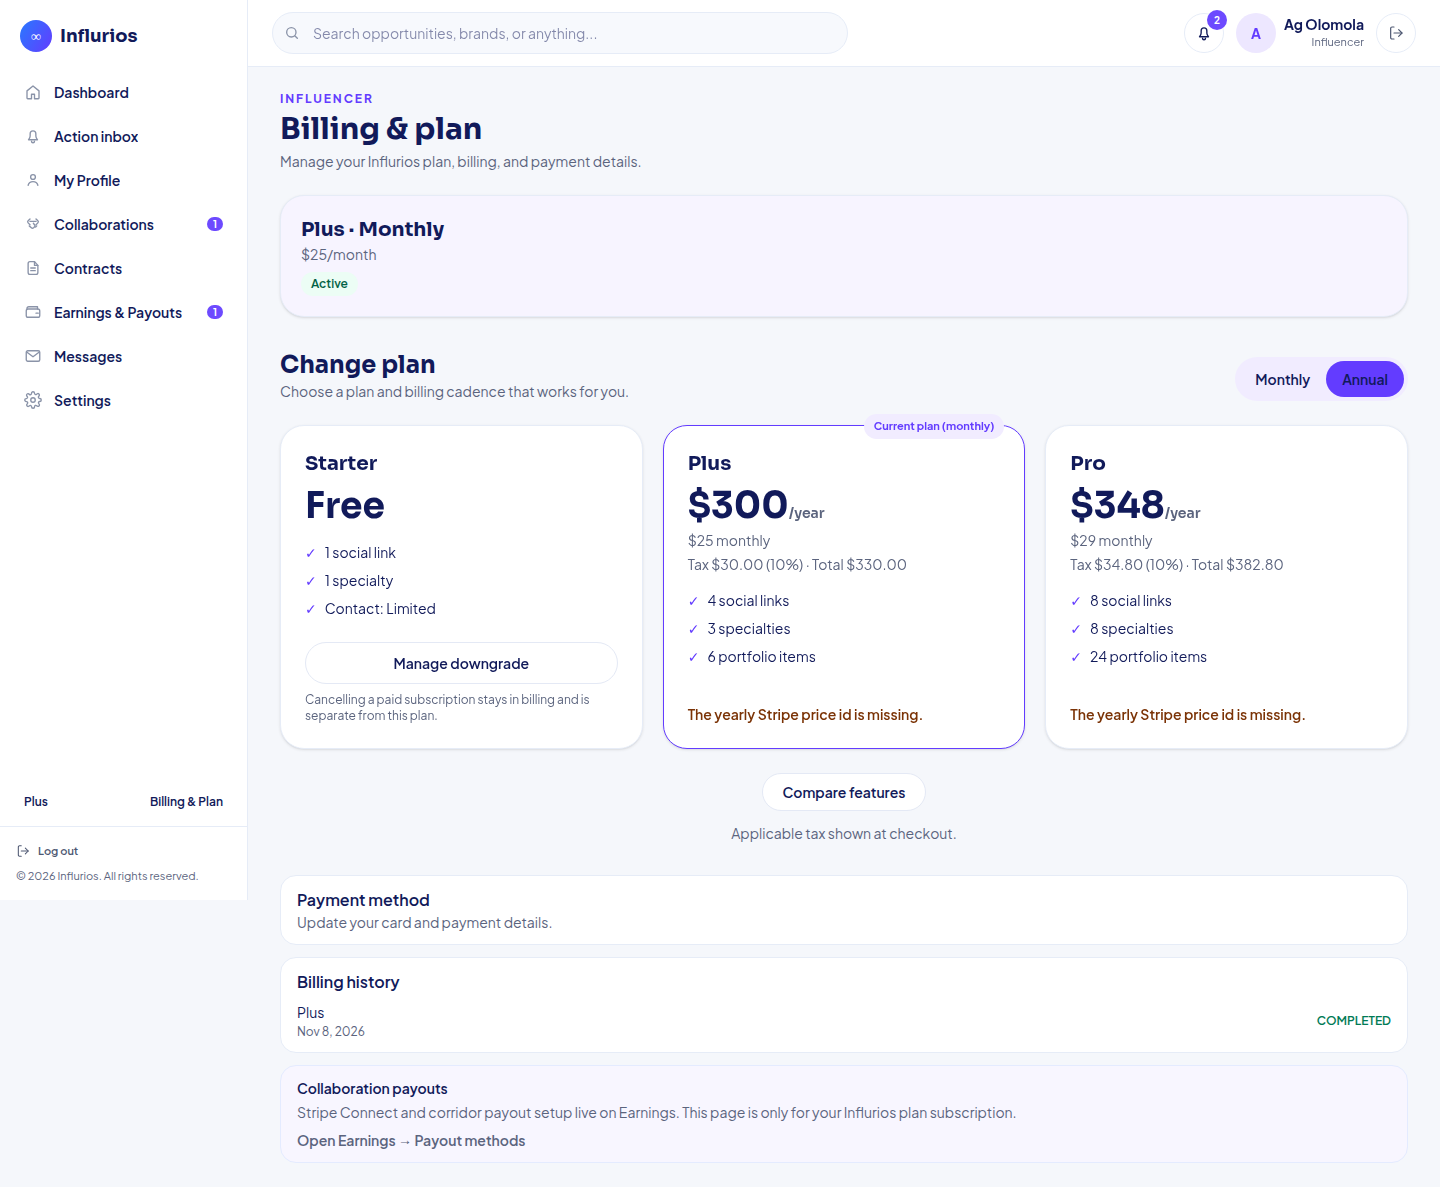 ∞ Influrios
Search opportunities, brands, or anything...
2
A
Ag Olomola
Influencer
Dashboard
Action inbox
My Profile
Collaborations 1
Contracts
Earnings & Payouts 1
Messages
Settings
Plus Billing & Plan
Log out
© 2026 Influrios. All rights reserved.
INFLUENCER
Billing & plan
Manage your Influrios plan, billing, and payment details.
Plus · Monthly
$25/month
Active
Change plan
Choose a plan and billing cadence that works for you.
Monthly Annual
Starter
Free
✓ 1 social link
✓ 1 specialty
✓ Contact: Limited
Manage downgrade
Cancelling a paid subscription stays in billing and is
separate from this plan.
Current plan (monthly)
Plus
$300/year
$25 monthly
Tax $30.00 (10%) · Total $330.00
✓ 4 social links
✓ 3 specialties
✓ 6 portfolio items
The yearly Stripe price id is missing.
Pro
$348/year
$29 monthly
Tax $34.80 (10%) · Total $382.80
✓ 8 social links
✓ 8 specialties
✓ 24 portfolio items
The yearly Stripe price id is missing.
Compare features
Applicable tax shown at checkout.
Payment method
Update your card and payment details.
Billing history
Plus
Nov 8, 2026
COMPLETED
Collaboration payouts
Stripe Connect and corridor payout setup live on Earnings. This page is only for your Influrios plan subscription.
Open Earnings → Payout methods